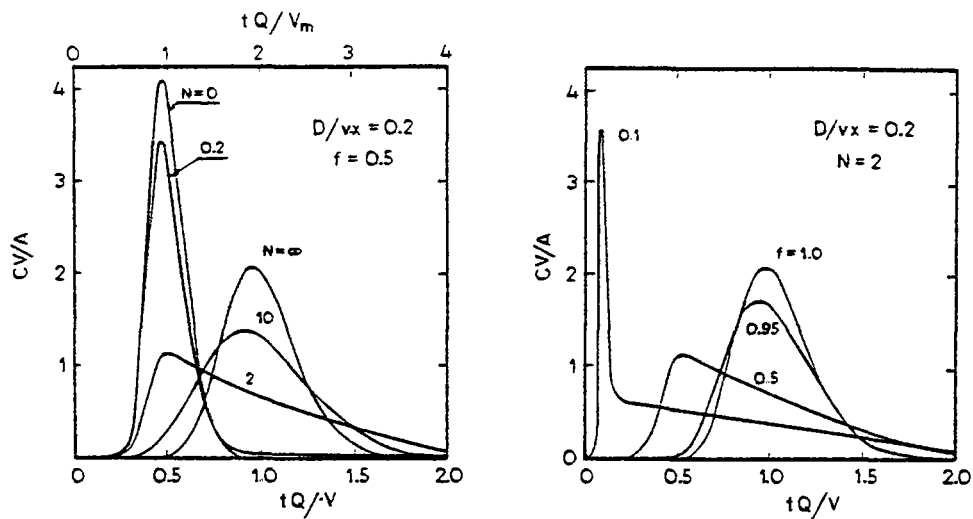 tQ/Vm
0 1 2 3 4
4
3
2
1
0
CV/A
N=0
0.2
D/vx = 0.2
f = 0.5
N=∞
10
2
0 0.5 1.0 1.5 2.0
tQ/·V
4
3
2
1
0
CV/A
0.1
D/vx = 0.2
N = 2
f = 1.0
0.95
0.5
0 0.5 1.0 1.5 2.0
tQ/V